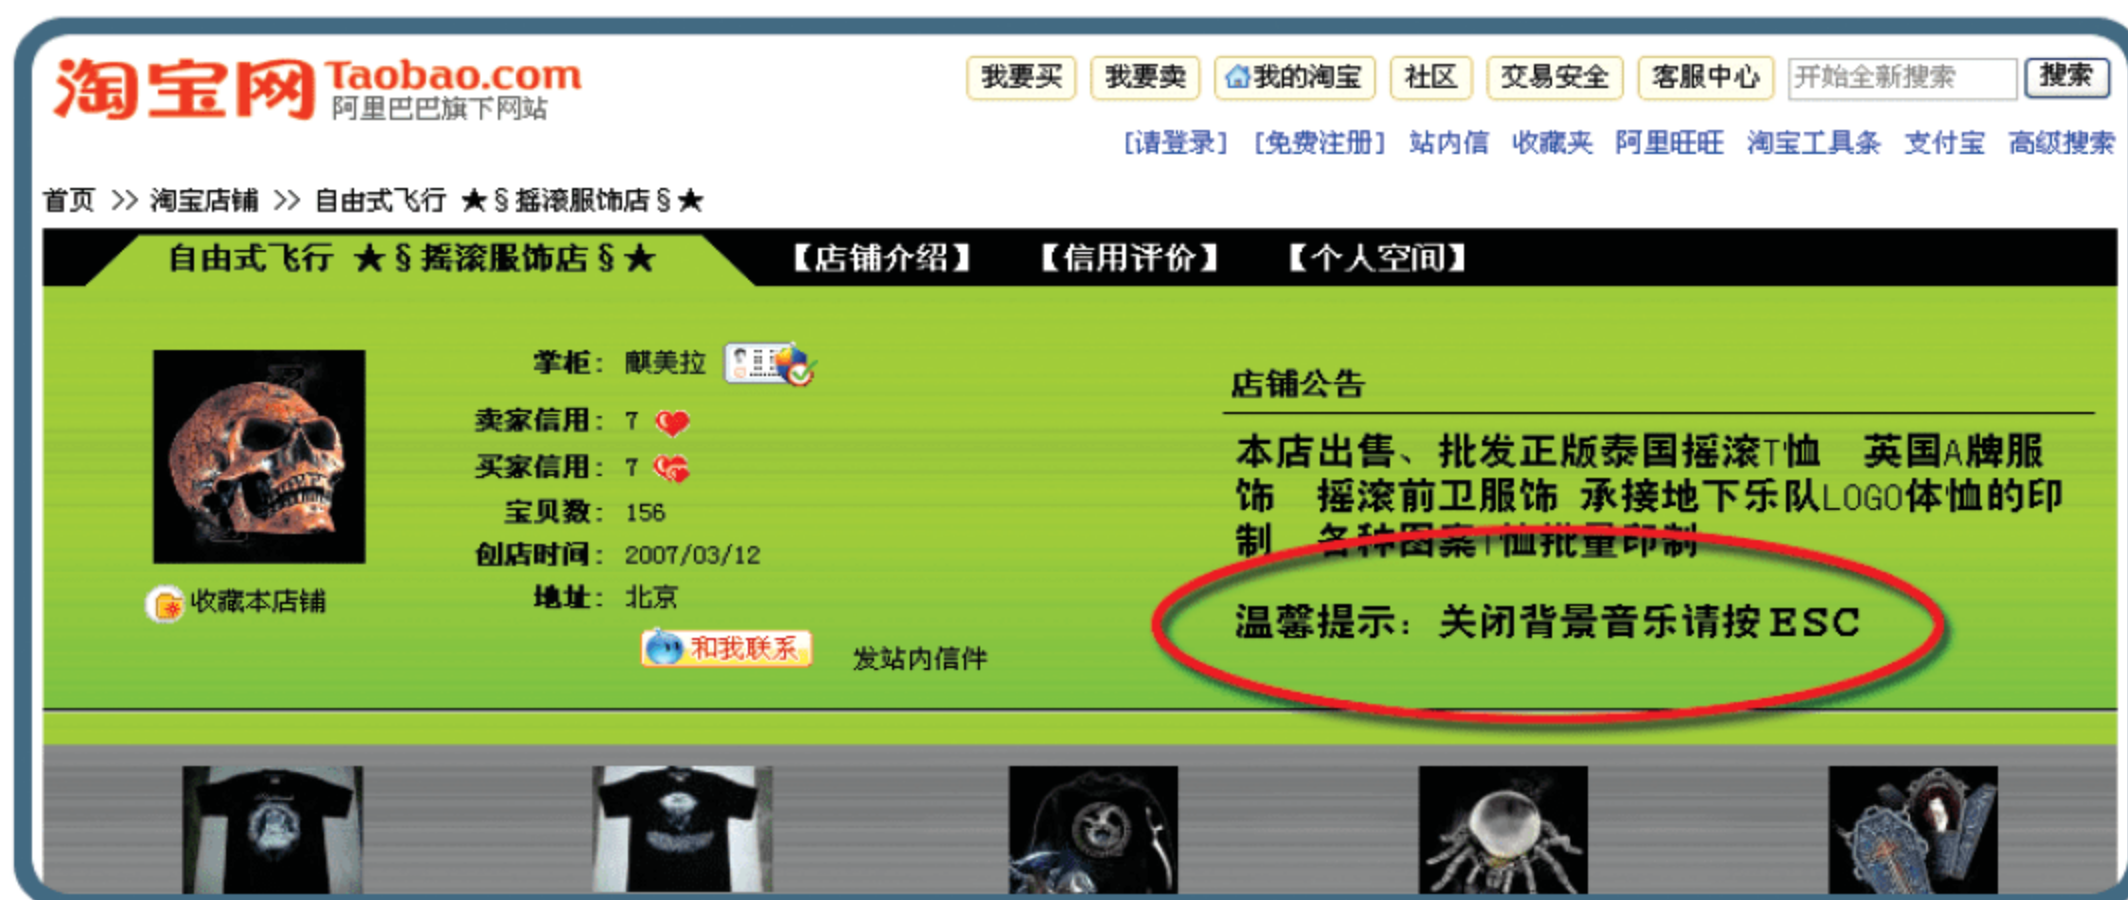 淘宝网 Taobao.com
阿里巴巴旗下网站
我要买 我要卖 我的淘宝 社区 交易安全 客服中心 开始全新搜索 搜索
[请登录] [免费注册] 站内信 收藏夹 阿里旺旺 淘宝工具条 支付宝 高级搜索
首页 >> 淘宝店铺 >> 自由式飞行 ★§摇滚服饰店§★
自由式飞行 ★§摇滚服饰店§★ 【店铺介绍】 【信用评价】 【个人空间】
掌柜: 麒美拉
卖家信用: 7
买家信用: 7
宝贝数: 156
创店时间: 2007/03/12
地址: 北京
收藏本店铺
和我联系 发站内信件
店铺公告
本店出售、批发正版泰国摇滚T恤 英国A牌服
饰 摇滚前卫服饰 承接地下乐队LOGO体恤的印
制 各种图案T恤批量印制
温馨提示: 关闭背景音乐请按ESC